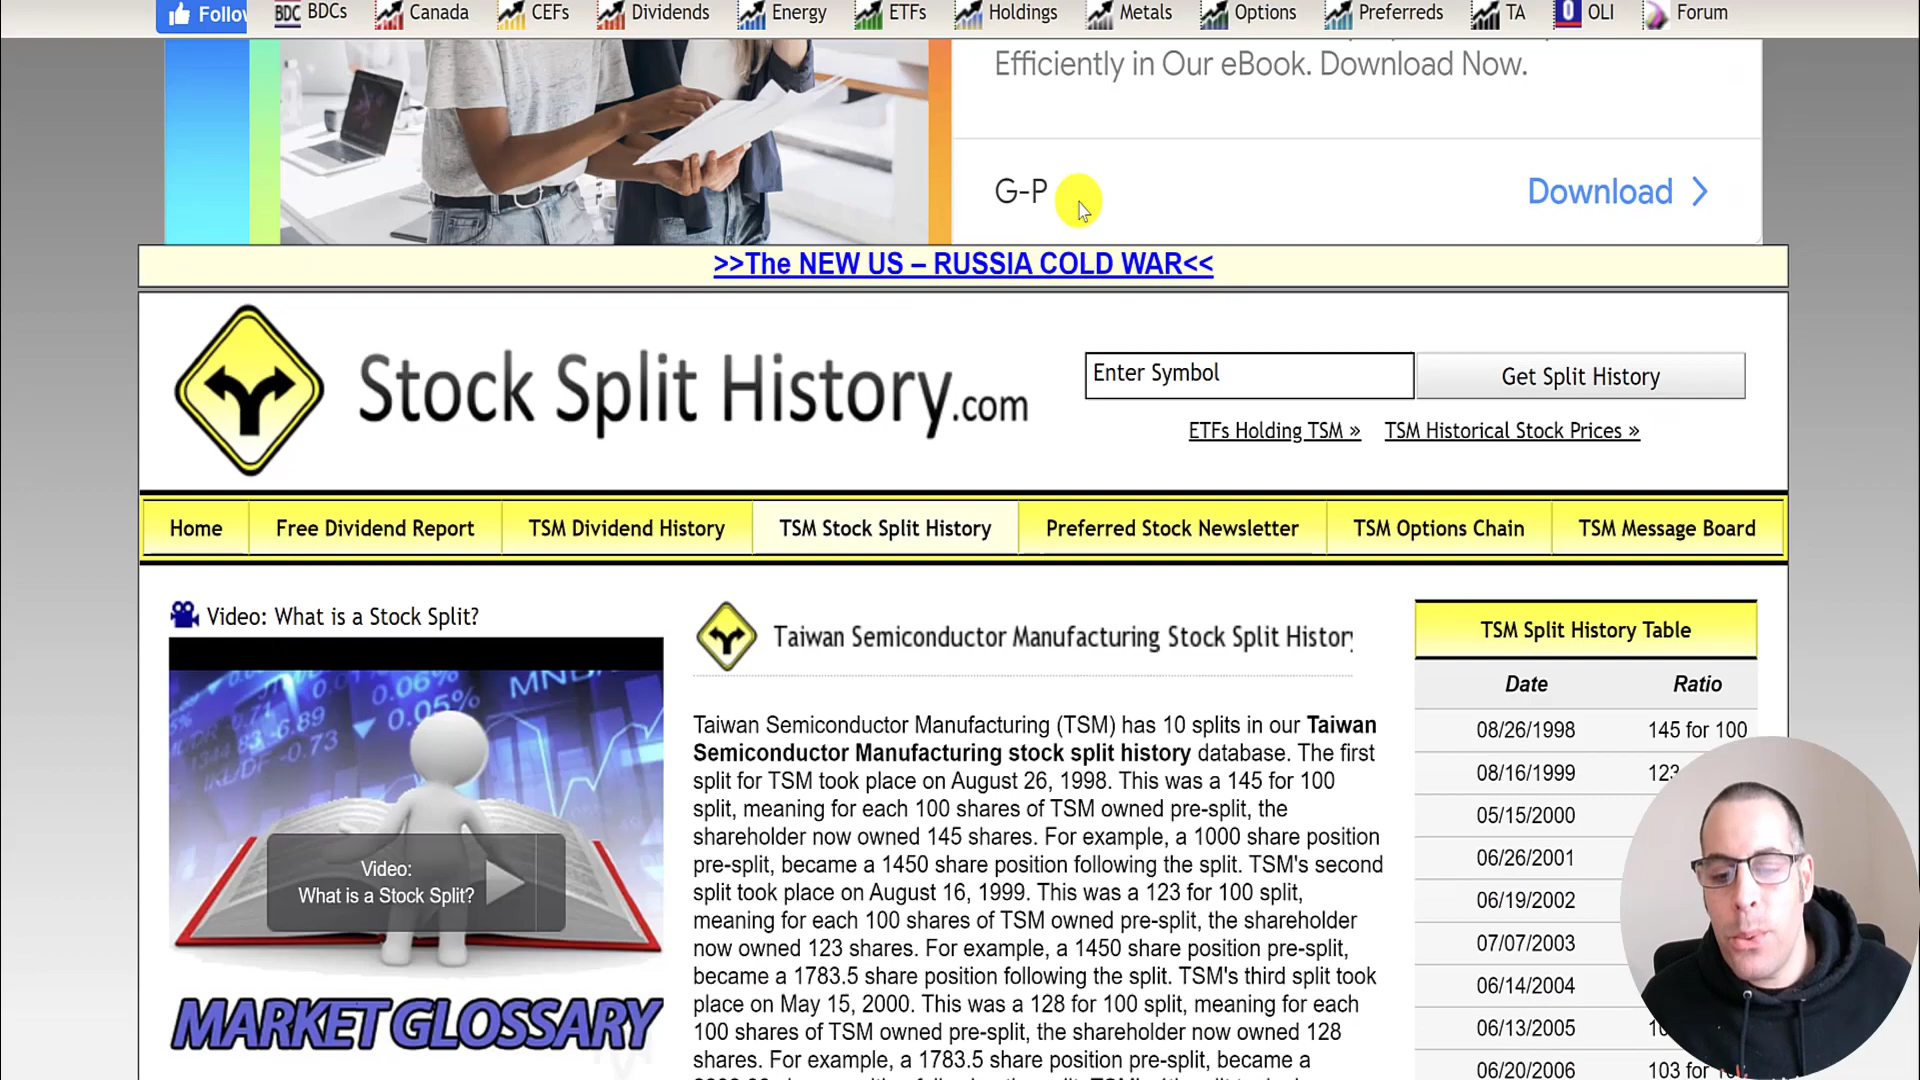 Follow
BDCs
Canada
CEFs
Dividends
Energy
ETFs
Holdings
Metals
Options
Preferreds
TA
OLI
Forum
Efficiently in Our eBook. Download Now.
G-P
Download
>>The NEW US – RUSSIA COLD WAR<<
Stock Split History.com
Enter Symbol
Get Split History
ETFs Holding TSM »
TSM Historical Stock Prices »
Home
Free Dividend Report
TSM Dividend History
TSM Stock Split History
Preferred Stock Newsletter
TSM Options Chain
TSM Message Board
Video: What is a Stock Split?
MNB
0.06%
0.05%
-6.89
-0.73
Video:
What is a Stock Split?
MARKET GLOSSARY
Taiwan Semiconductor Manufacturing Stock Split History
Taiwan Semiconductor Manufacturing (TSM) has 10 splits in our Taiwan
Semiconductor Manufacturing stock split history database. The first
split for TSM took place on August 26, 1998. This was a 145 for 100
split, meaning for each 100 shares of TSM owned pre-split, the
shareholder now owned 145 shares. For example, a 1000 share position
pre-split, became a 1450 share position following the split. TSM's second
split took place on August 16, 1999. This was a 123 for 100 split,
meaning for each 100 shares of TSM owned pre-split, the shareholder
now owned 123 shares. For example, a 1450 share position pre-split,
became a 1783.5 share position following the split. TSM's third split took
place on May 15, 2000. This was a 128 for 100 split, meaning for each
100 shares of TSM owned pre-split, the shareholder now owned 128
shares. For example, a 1783.5 share position pre-split, became a
TSM Split History Table
Date Ratio
08/26/1998 145 for 100
08/16/1999 123
05/15/2000
06/26/2001
06/19/2002
07/07/2003
06/14/2004
06/13/2005
06/20/2006 103 for